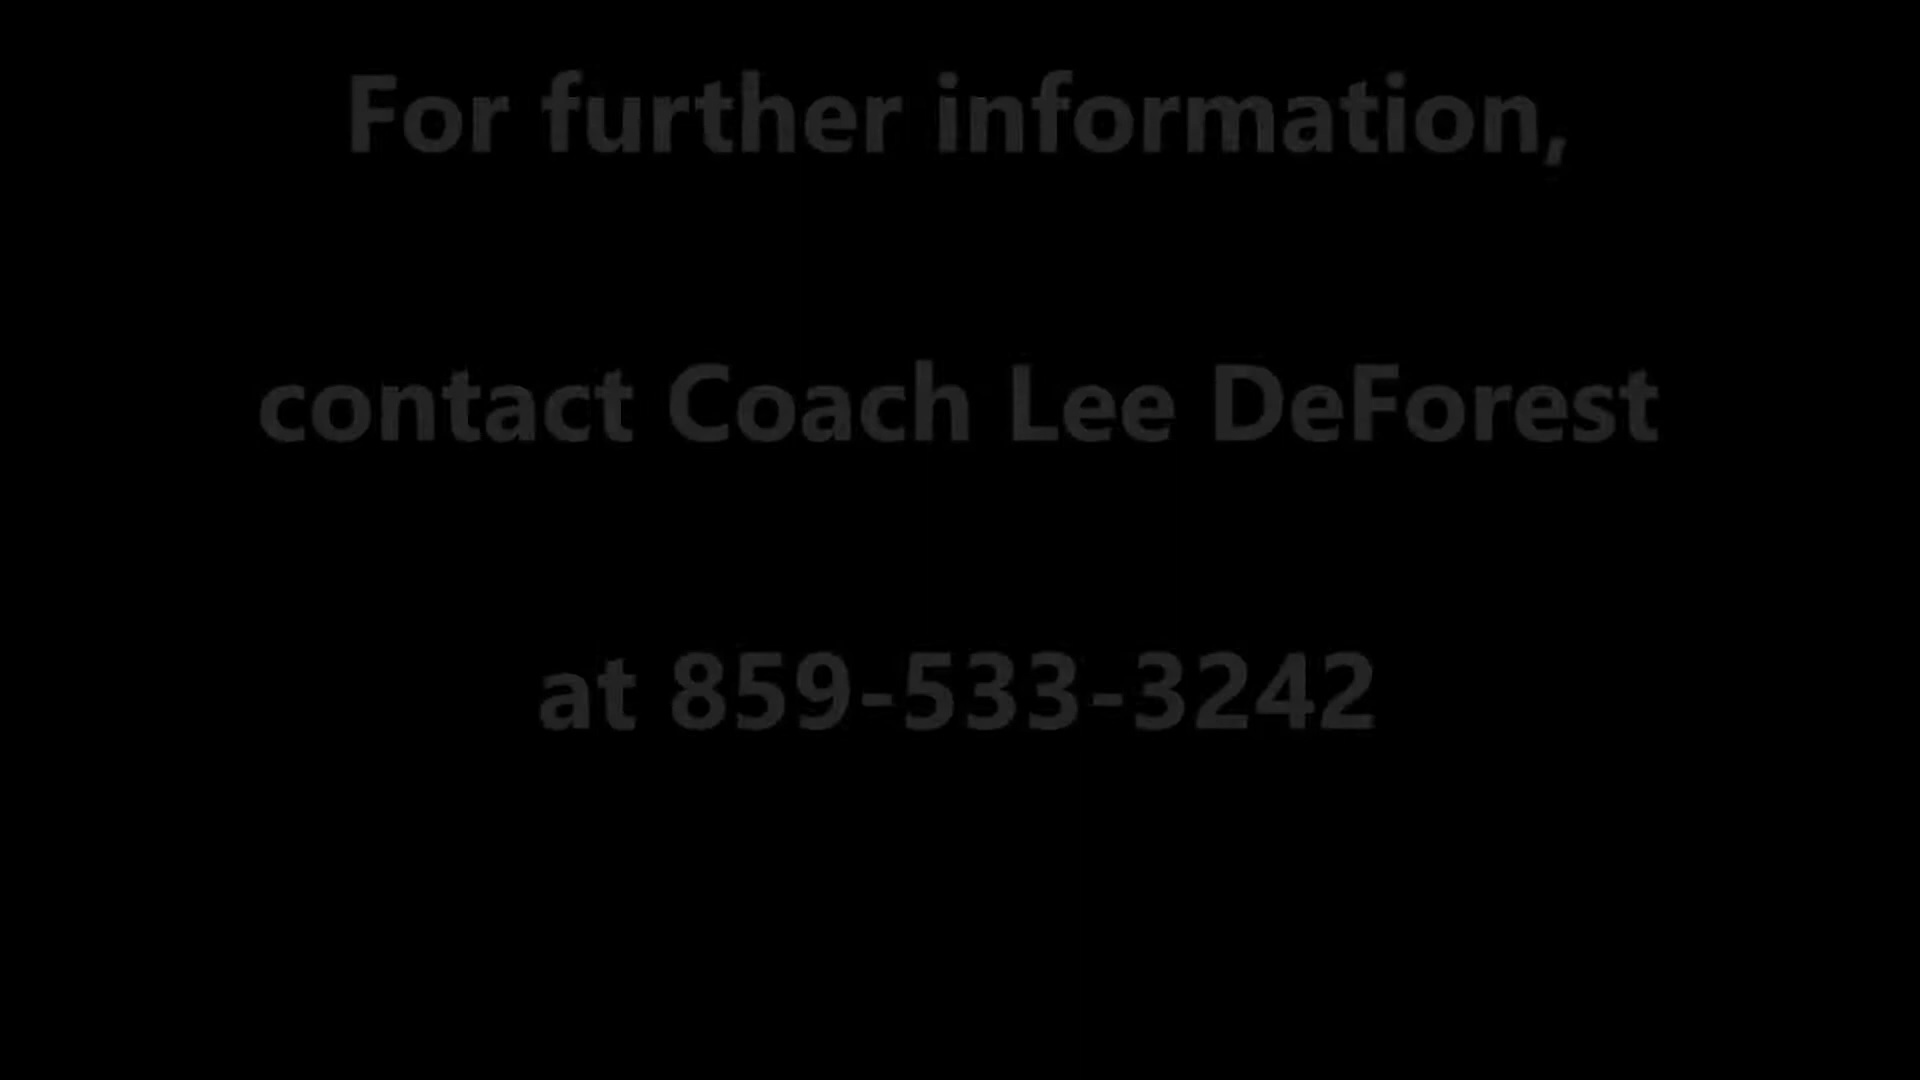 For further information,
contact Coach Lee DeForest
at 859-533-3242